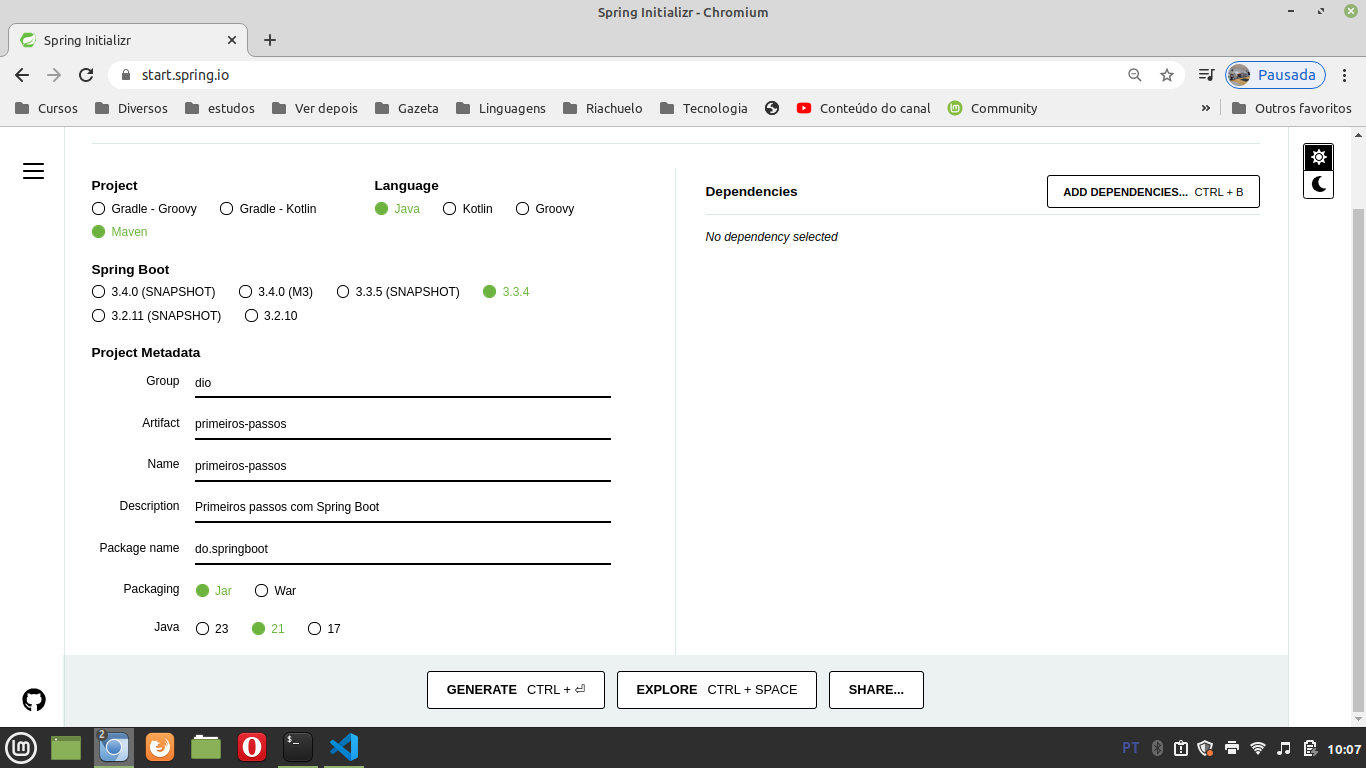 Spring Initializr - Chromium
Spring Initializr
start.spring.io
Pausada
Cursos Diversos estudos Ver depois Gazeta Linguagens Riachuelo Tecnologia Conteúdo do canal Community » Outros favoritos
Project
Gradle - Groovy Gradle - Kotlin
Maven
Language
Java Kotlin Groovy
Spring Boot
3.4.0 (SNAPSHOT) 3.4.0 (M3) 3.3.5 (SNAPSHOT) 3.3.4
3.2.11 (SNAPSHOT) 3.2.10
Project Metadata
Group dio
Artifact primeiros-passos
Name primeiros-passos
Description Primeiros passos com Spring Boot
Package name do.springboot
Packaging Jar War
Java 23 21 17
Dependencies
ADD DEPENDENCIES... CTRL + B
No dependency selected
GENERATE CTRL + ⏎
EXPLORE CTRL + SPACE
SHARE...
2
$_
PT
10:07